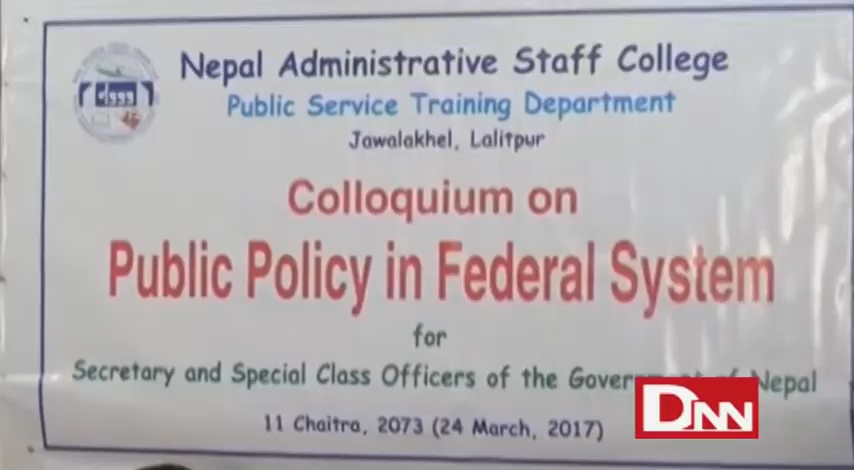 Nepal Administrative Staff College
Public Service Training Department
Jawalakhel, Lalitpur
Colloquium on
Public Policy in Federal System
for
Secretary and Special Class Officers of the of Nepal
11 Chaitra, 2073 (24 March, 2017)
DNN